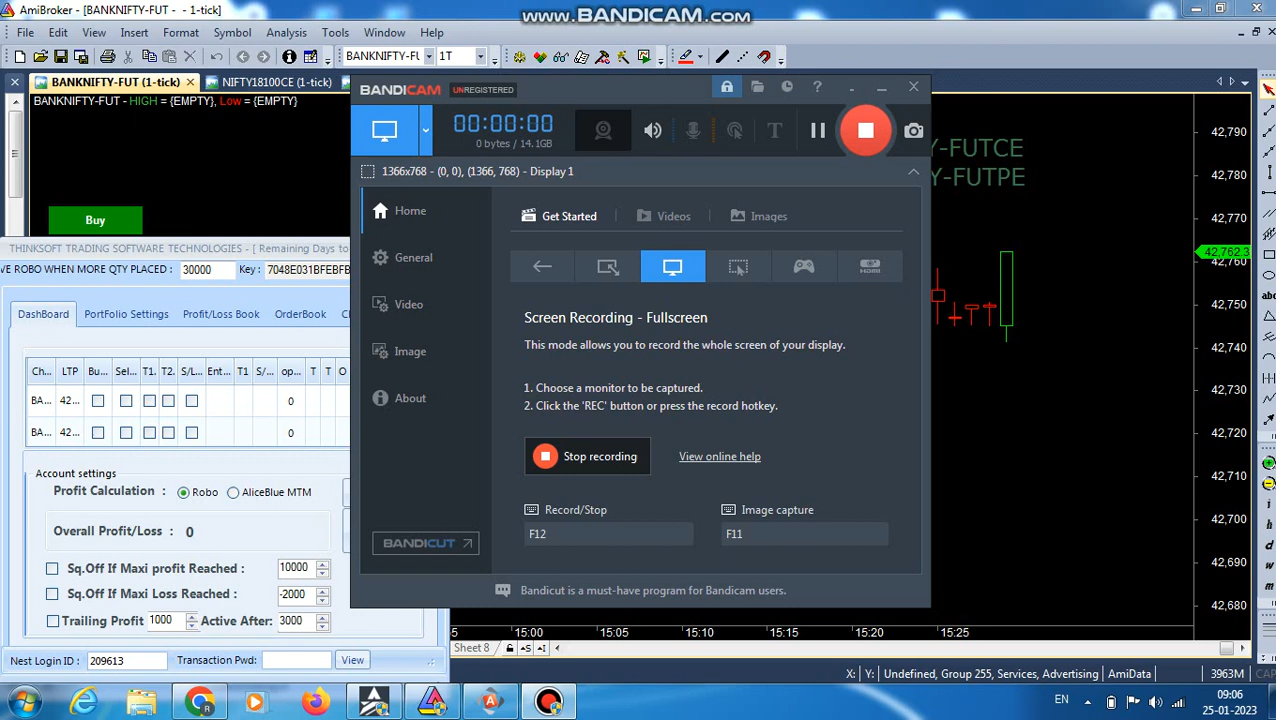 AmiBroker - [BANKNIFTY-FUT - 1-tick]
www.BANDICAM.com
File Edit View Insert Format Symbol Analysis Tools Window Help
BANKNIFTY-FU 1T
BANKNIFTY-FUT (1-tick)
NIFTY18100CE (1-tick)
BANKNIFTY-FUT - HIGH = {EMPTY}, Low = {EMPTY}
Buy
BANDICAM UNREGISTERED
00:00:00
0 bytes / 14.1GB
1366x768 - (0, 0), (1366, 768) - Display 1
Home
General
Video
Image
About
BANDICUT
Get Started
Videos
Images
HDMI
Screen Recording - Fullscreen
This mode allows you to record the whole screen of your display.
1. Choose a monitor to be captured.
2. Click the 'REC' button or press the record hotkey.
Stop recording
View online help
Record/Stop
F12
Image capture
F11
Bandicut is a must-have program for Bandicam users.
Y-FUTCE
Y-FUTPE
42,790
42,780
42,770
42,762.3
42,760
42,750
42,740
42,730
42,720
42,710
42,700
42,690
42,680
THINKSOFT TRADING SOFTWARE TECHNOLOGIES - [ Remaining Days to
VE ROBO WHEN MORE QTY PLACED : 30000 Key : 7048E031BFEBFB
DashBoard PortFolio Settings Profit/Loss Book OrderBook
Ch... LTP Bu... Sel... T1. T2. S/L... Ent... T1 S/... op... T T O
BA... 42... 0
BA... 42... 0
Account settings
Profit Calculation : Robo AliceBlue MTM
Overall Profit/Loss : 0
Sq.Off If Maxi profit Reached : 10000
Sq.Off If Maxi Loss Reached : -2000
Trailing Profit 1000 Active After: 3000
Nest Login ID : 209613 Transaction Pwd: View
5 15:00 15:05 15:10 15:15 15:20 15:25
Sheet 8
X: Undefined, Group 255, Services, Advertising AmiData 3963M
EN
09:06
25-01-2023